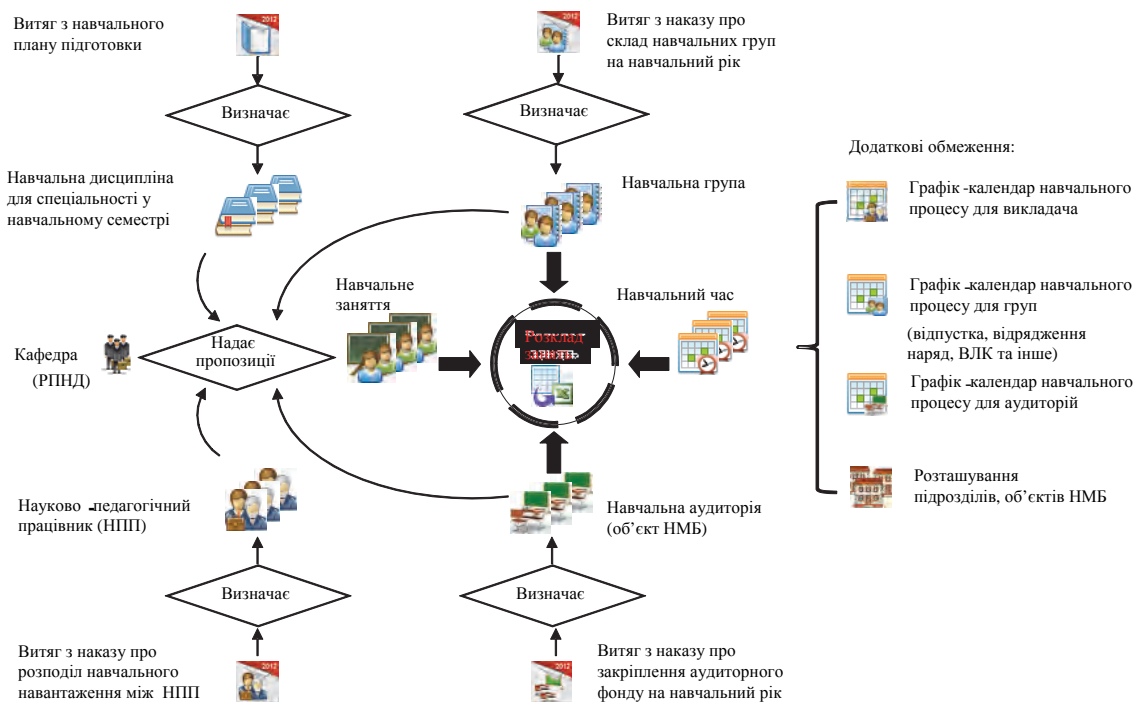 Витяг з навчального
плану підготовки
2012
Витяг з наказу про
склад навчальних груп
на навчальний рік
2012
Визначає
Визначає
Додаткові обмеження:
Навчальна дисципліна
для спеціальності у
навчальному семестрі
Навчальна група
Графік -календар навчального
процесу для викладача
Навчальне
заняття
Навчальний час
Графік -календар навчального
процесу для груп
(відпустка, відрядження
наряд, ВЛК та інше)
Кафедра
(РПНД)
Надає
пропозиції
Розклад
занять
Графік -календар навчального
процесу для аудиторій
Науково -педагогічний
працівник (НПП)
Навчальна аудиторія
(об’єкт НМБ)
Розташування
підрозділів, об’єктів НМБ
Визначає
Визначає
Витяг з наказу про
розподіл навчального
навантаження між НПП
2012
Витяг з наказу про
закріплення аудиторного
фонду на навчальний рік
2012